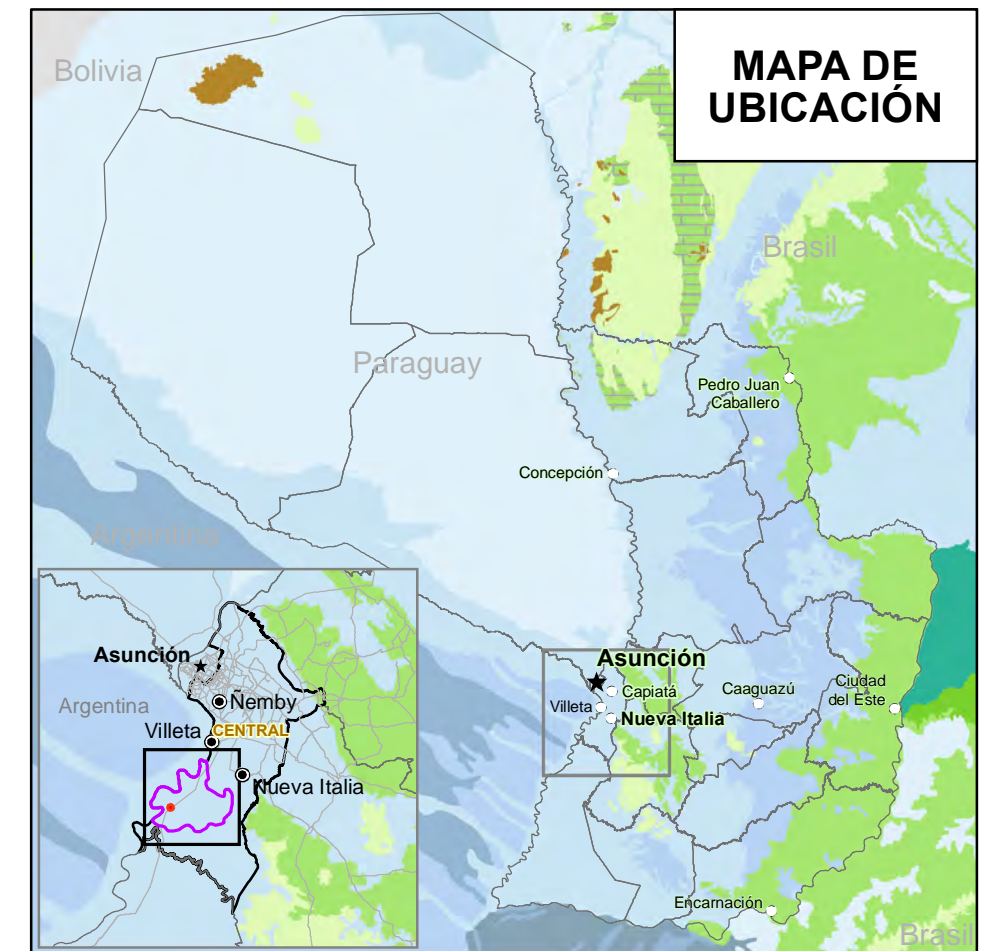 MAPA DE
UBICACIÓN
Bolivia
Brasil
Paraguay
Pedro Juan
Caballero
Concepción
Argentina
Asunción
Capiatá
Villeta
Nueva Italia
Caaguazú
Ciudad
del Este
Encarnación
Brasil
Asunción
Argentina
Ñemby
Villeta
CENTRAL
Nueva Italia